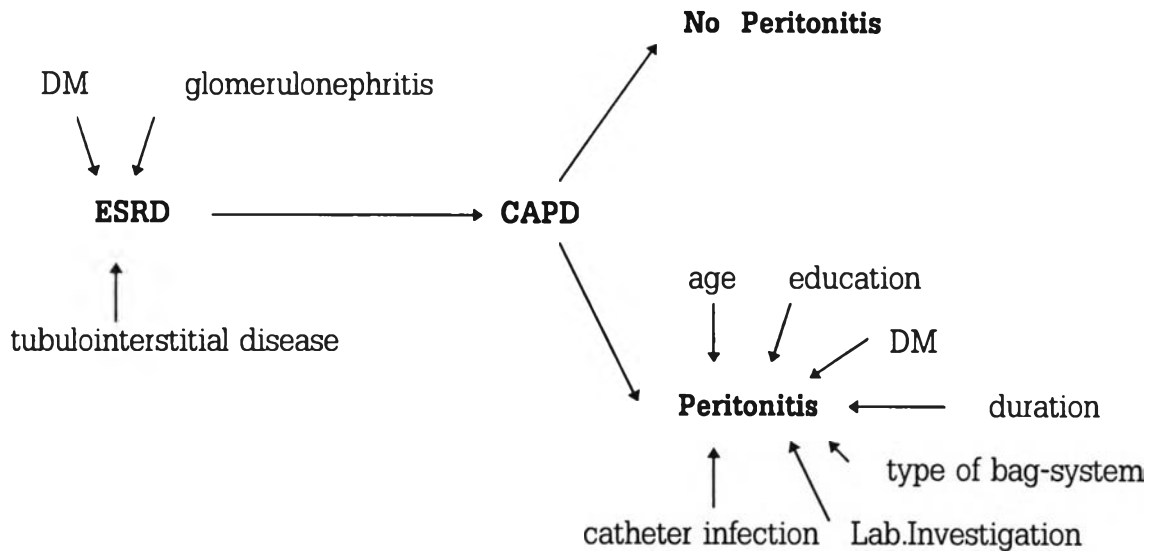 No Peritonitis
DM glomerulonephritis
ESRD CAPD
age education
tubulointerstitial disease
DM
Peritonitis duration
type of bag-system
catheter infection Lab.Investigation